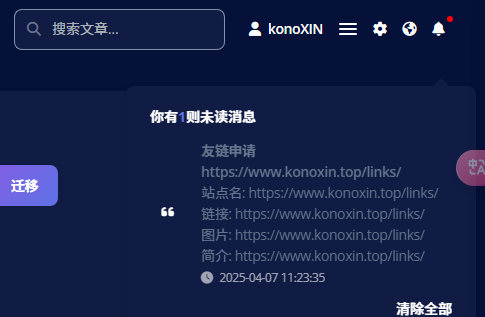 搜索文章...
konoXIN
你有1则未读消息
友链申请
https://www.konoxin.top/links/
站点名: https://www.konoxin.top/links/
链接: https://www.konoxin.top/links/
图片: https://www.konoxin.top/links/
简介: https://www.konoxin.top/links/
2025-04-07 11:23:35
清除全部
迁移
中
A